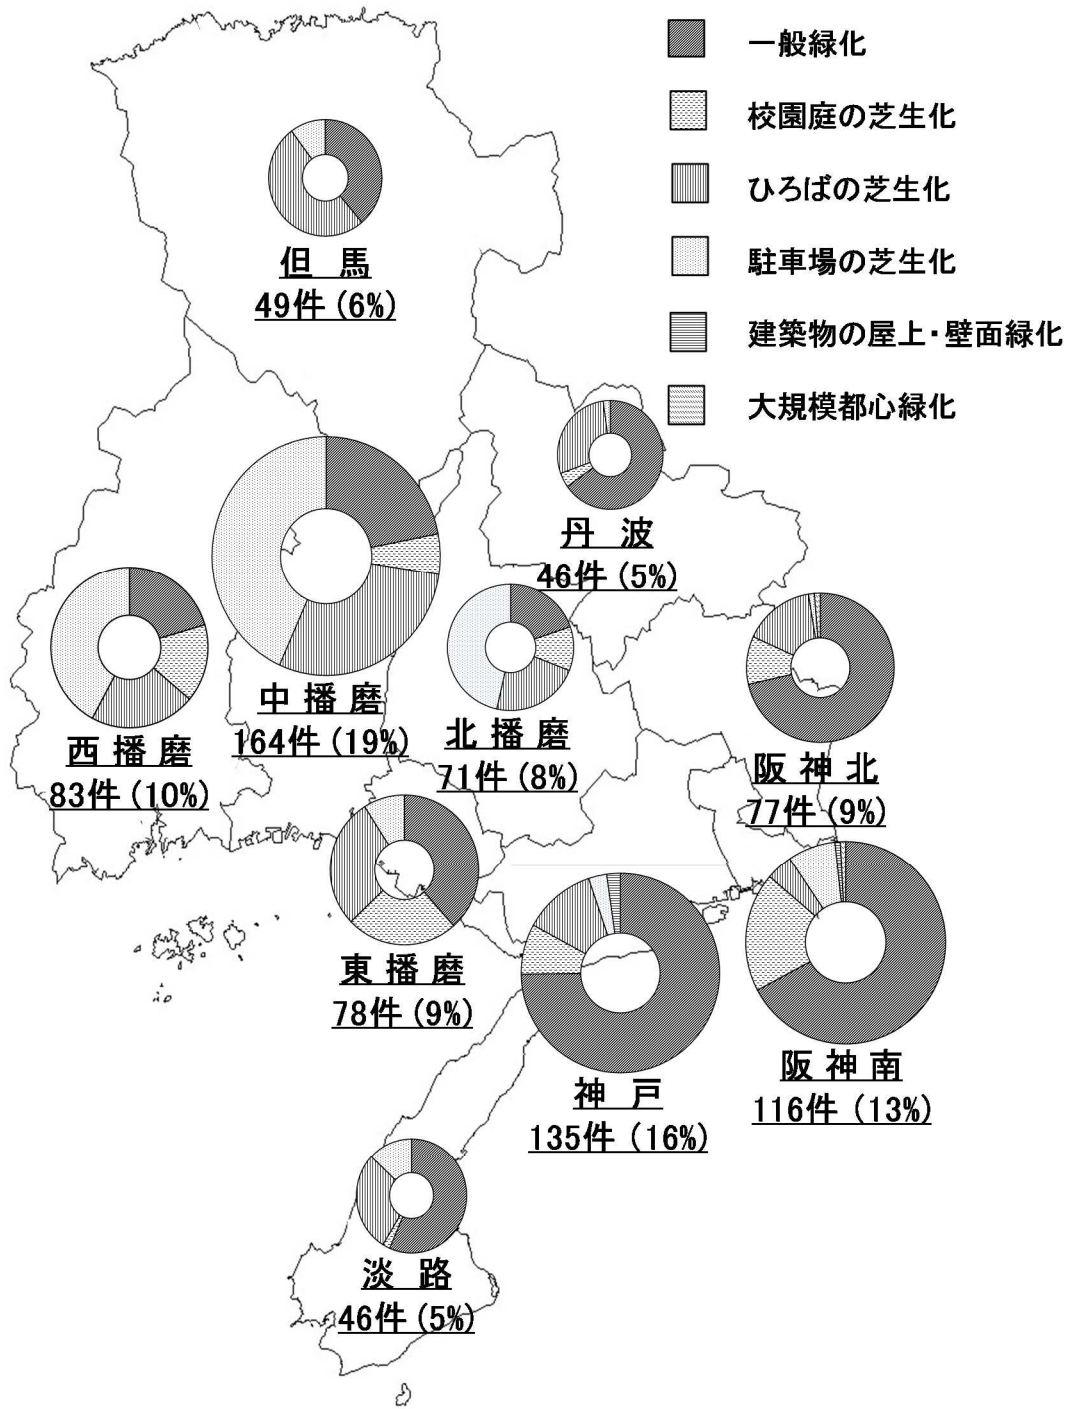 一般緑化
校園庭の芝生化
ひろばの芝生化
駐車場の芝生化
建築物の屋上・壁面緑化
大規模都心緑化
但 馬
49件 (6%)
丹 波
46件 (5%)
中 播 磨
164件 (19%)
西 播 磨
83件 (10%)
北 播 磨
71件 (8%)
阪 神 北
77件 (9%)
東 播 磨
78件 (9%)
神 戸
135件 (16%)
阪 神 南
116件 (13%)
淡 路
46件 (5%)